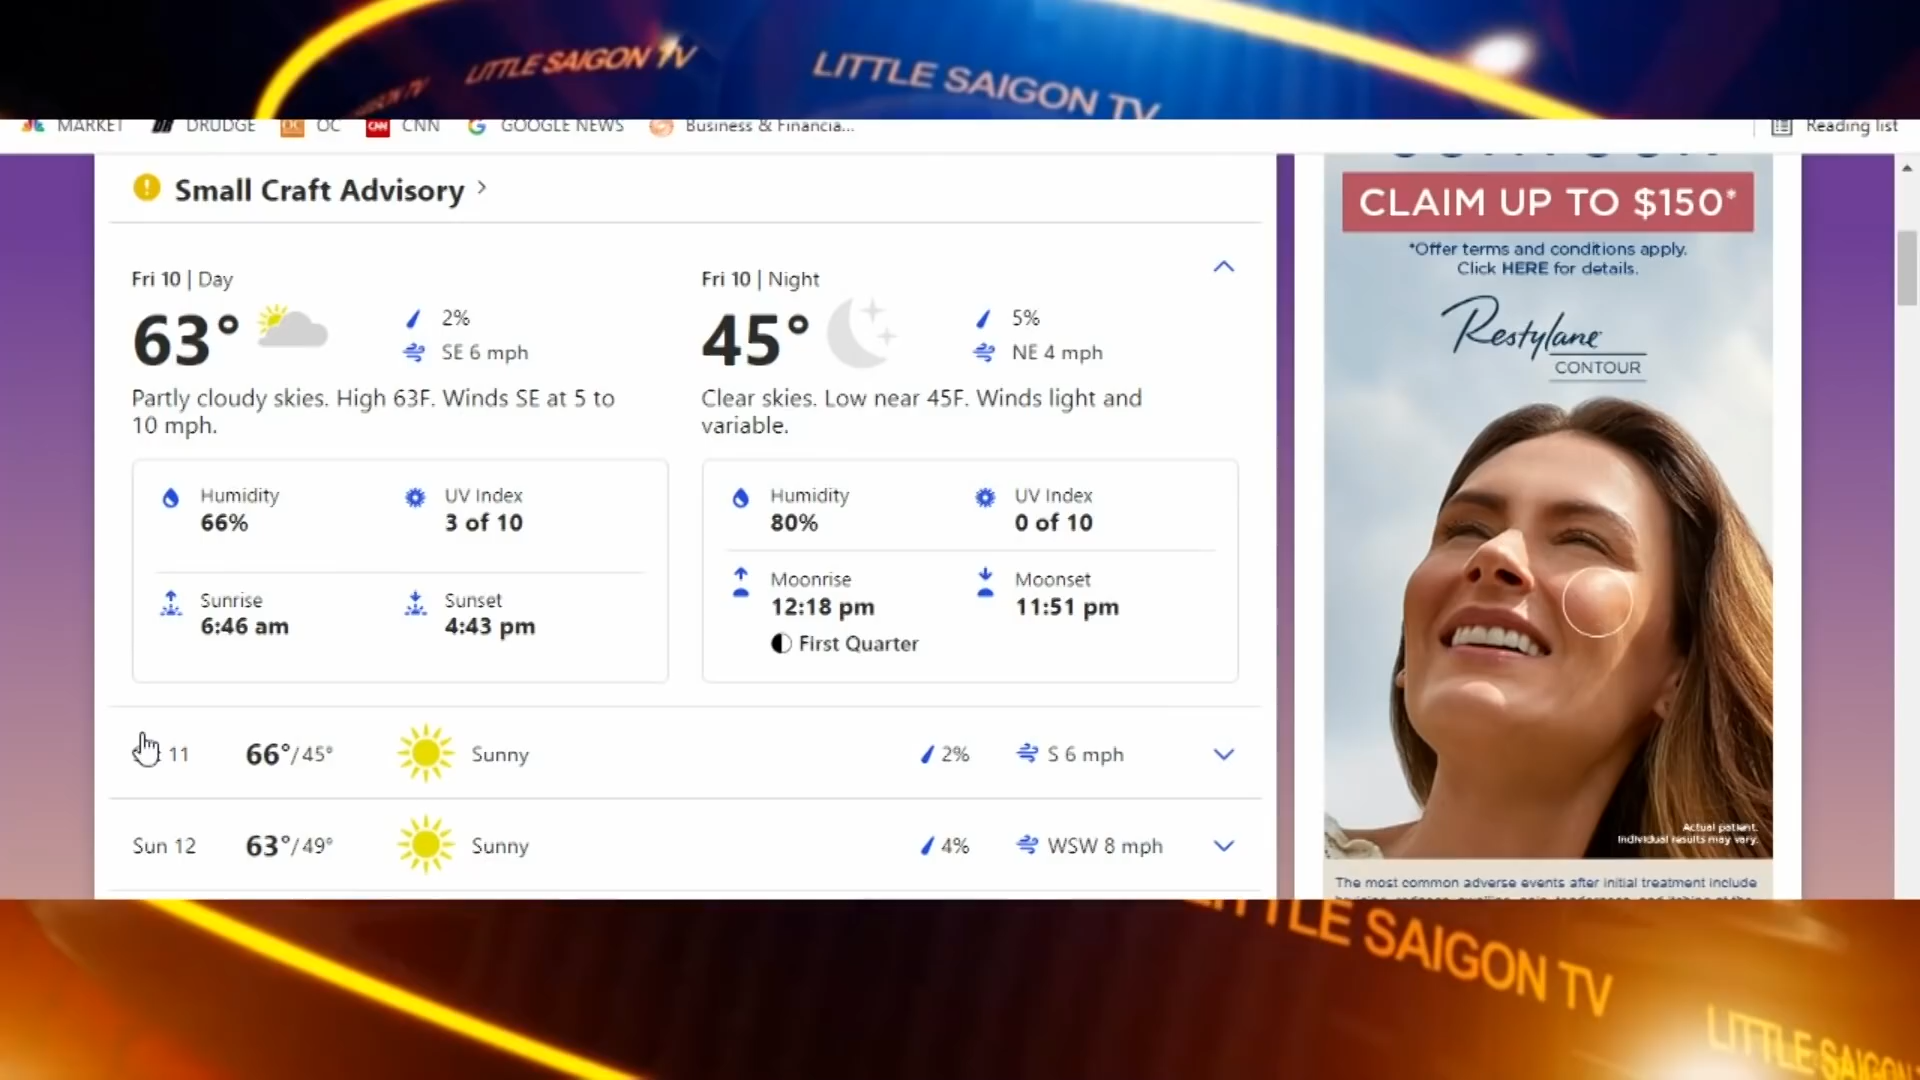 LITTLE SAIGON TV
LITTLE SAIGON TV
MARKET
DRUDGE
OC
OC
CNN
CNN
GOOGLE NEWS
Business & Financia...
Reading list
Small Craft Advisory
Fri 10 | Day
63°
2%
SE 6 mph
Partly cloudy skies. High 63F. Winds SE at 5 to
10 mph.
Humidity
66%
UV Index
3 of 10
Sunrise
6:46 am
Sunset
4:43 pm
Fri 10 | Night
45°
5%
NE 4 mph
Clear skies. Low near 45F. Winds light and
variable.
Humidity
80%
UV Index
0 of 10
Moonrise
12:18 pm
Moonset
11:51 pm
First Quarter
11
66°/45°
Sunny
2%
S 6 mph
Sun 12
63°/49°
Sunny
4%
WSW 8 mph
CLAIM UP TO $150*
*Offer terms and conditions apply.
Click HERE for details.
Restylane
CONTOUR
Actual patient.
Individual results may vary.
The most common adverse events after initial treatment include
LITTLE SAIGON TV
LITTLE SAIGON